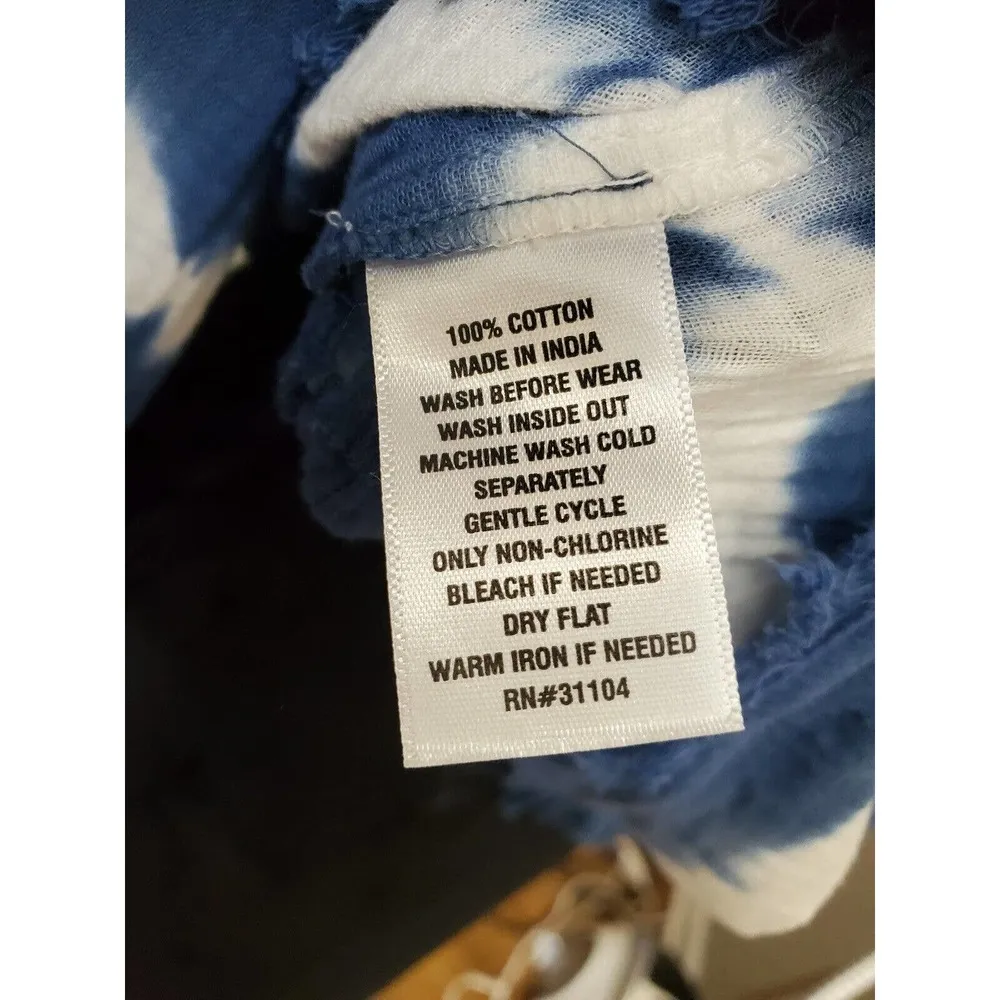 100% COTTON
MADE IN INDIA
WASH BEFORE WEAR
WASH INSIDE OUT
MACHINE WASH COLD
SEPARATELY
GENTLE CYCLE
ONLY NON-CHLORINE
BLEACH IF NEEDED
DRY FLAT
WARM IRON IF NEEDED
RN#31104